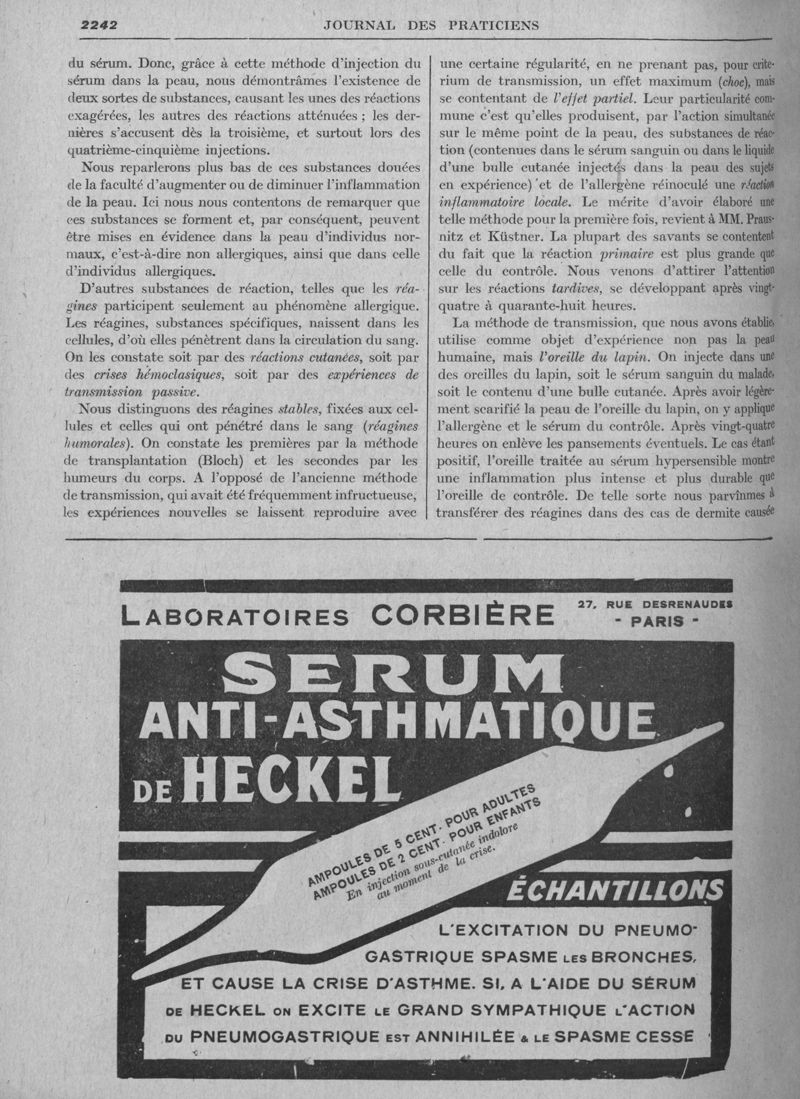 2242 JOURNAL DES PRATICIENS
du sérum. Donc, grâce à cette méthode d'injection du
sérum dans la peau, nous démontrâmes l'existence de
deux sortes de substances, causant les unes des réactions
exagérées, les autres des réactions atténuées ; les der-
nières s'accusent dès la troisième, et surtout lors des
quatrième-cinquième injections.
Nous reparlerons plus bas de ces substances douées
de la faculté d'augmenter ou de diminuer l'inflammation
de la peau. Ici nous nous contentons de remarquer que
ces substances se forment et, par conséquent, peuvent
être mises en évidence dans la peau d'individus nor-
maux, c'est-à-dire non allergiques, ainsi que dans celle
d'individus allergiques.
D'autres substances de réaction, telles que les réa-
gines participent seulement au phénomène allergique.
Les réagines, substances spécifiques, naissent dans les
cellules, d'où elles pénètrent dans la circulation du sang.
On les constate soit par des réactions cutanées, soit par
des crises hémoclasiques, soit par des expériences de
transmission passive.
Nous distinguons des réagines stables, fixées aux cel-
lules et celles qui ont pénétré dans le sang (réagines
humorales). On constate les premières par la méthode
de transplantation (Bloch) et les secondes par les
humeurs du corps. A l'opposé de l'ancienne méthode
de transmission, qui avait été fréquemment infructueuse,
les expériences nouvelles se laissent reproduire avec
une certaine régularité, en ne prenant pas, pour crite-
rium de transmission, un effet maximum (choc), mais
se contentant de l'effet partiel. Leur particularité com-
mune c'est qu'elles produisent, par l'action simultanée
sur le même point de la peau, des substances de réac-
tion (contenues dans le sérum sanguin ou dans le liquide
d'une bulle cutanée injectés dans la peau des sujets
en expérience) et de l'allergène réinoculé une réaction
inflammatoire locale. Le mérite d'avoir élaboré une
telle méthode pour la première fois, revient à MM. Praus-
nitz et Küstner. La plupart des savants se contentent
du fait que la réaction primaire est plus grande que
celle du contrôle. Nous venons d'attirer l'attention
sur les réactions tardives, se développant après vingt-
quatre à quarante-huit heures.
La méthode de transmission, que nous avons établie,
utilise comme objet d'expérience non pas la peau
humaine, mais l'oreille du lapin. On injecte dans une
des oreilles du lapin, soit le sérum sanguin du malade,
soit le contenu d'une bulle cutanée. Après avoir légère-
ment scarifié la peau de l'oreille du lapin, on y applique
l'allergène et le sérum du contrôle. Après vingt-quatre
heures on enlève les pansements éventuels. Le cas étant
positif, l'oreille traitée au sérum hypersensible montre
une inflammation plus intense et plus durable que
l'oreille de contrôle. De telle sorte nous parvînmes à
transférer des réagines dans des cas de dermite causée
LABORATOIRES CORBIÈRE 27, RUE DESRENAUDES
- PARIS -
SERUM
ANTI-ASTHMATIQUE
DE HECKEL
AMPOULES DE 5 CENT. POUR ADULTES
AMPOULES DE 2 CENT. POUR ENFANTS
En injection sous-cutanée indolore
au moment de la crise.
ÉCHANTILLONS
L'EXCITATION DU PNEUMO-
GASTRIQUE SPASME LES BRONCHES,
ET CAUSE LA CRISE D'ASTHME. SI, A L'AIDE DU SÉRUM
DE HECKEL ON EXCITE LE GRAND SYMPATHIQUE L'ACTION
DU PNEUMOGASTRIQUE EST ANNIHILÉE & LE SPASME CESSE